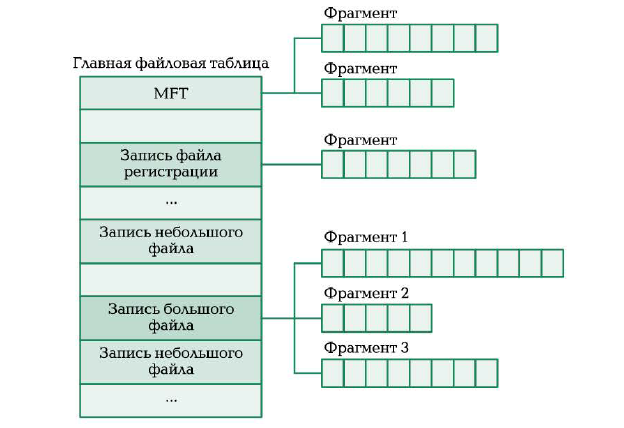 Фрагмент
Главная файловая таблица
MFT
Фрагмент
Фрагмент
Запись файла
регистрации
...
Запись небольшого
файла
Фрагмент 1
Запись большого
файла
Фрагмент 2
Запись небольшого
файла
Фрагмент 3
...